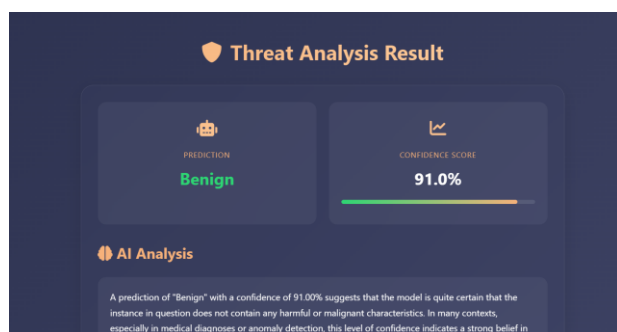 Threat Analysis Result
PREDICTION
Benign
CONFIDENCE SCORE
91.0%
AI Analysis
A prediction of "Benign" with a confidence of 91.00% suggests that the model is quite certain that the
instance in question does not contain any harmful or malignant characteristics. In many contexts,
especially in medical diagnoses or anomaly detection, this level of confidence indicates a strong belief in